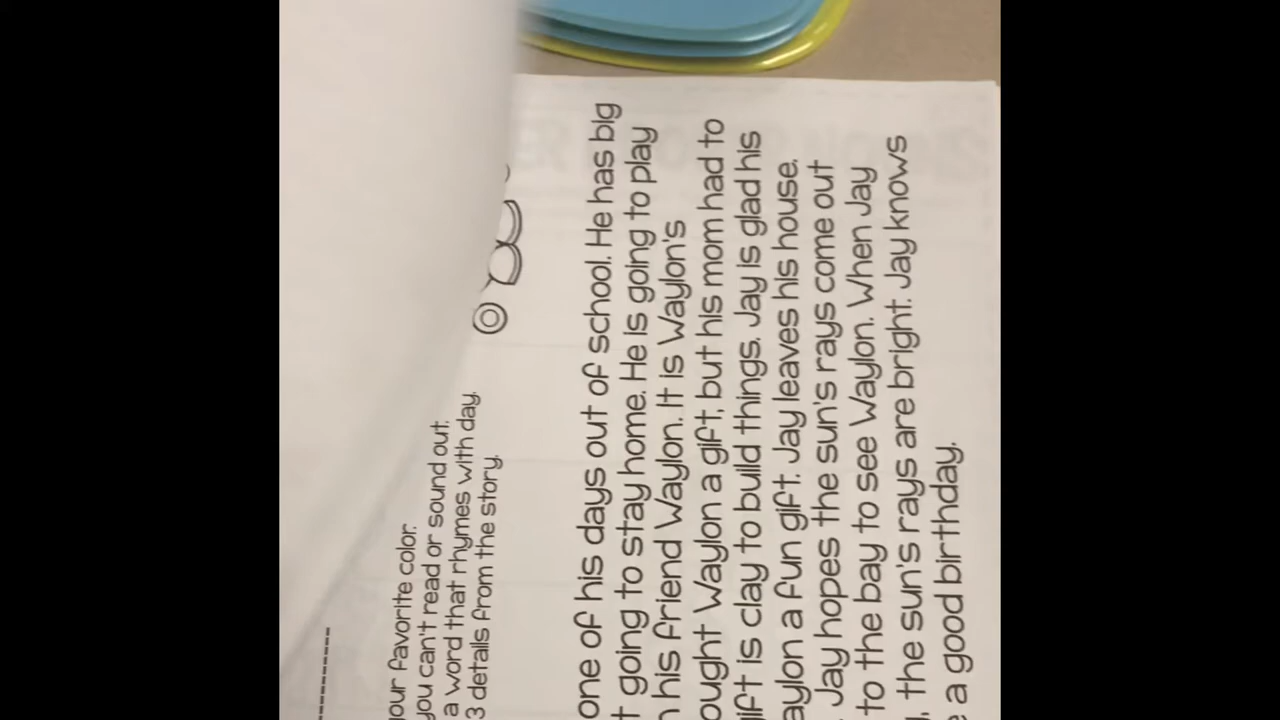 our favorite color.
you can't read or sound out.
a word that rhymes with day.
3 details from the story.
one of his days out of school. He has big
going to stay home. He is going to play
his friend Waylon. It is Waylon's
ought Waylon a gift, but his mom had to
ift is clay to build things. Jay is glad his
aylon a fun gift. Jay leaves his house.
Jay hopes the sun's rays come out
to the bay to see Waylon. When Jay
the sun's rays are bright. Jay knows
a good birthday.